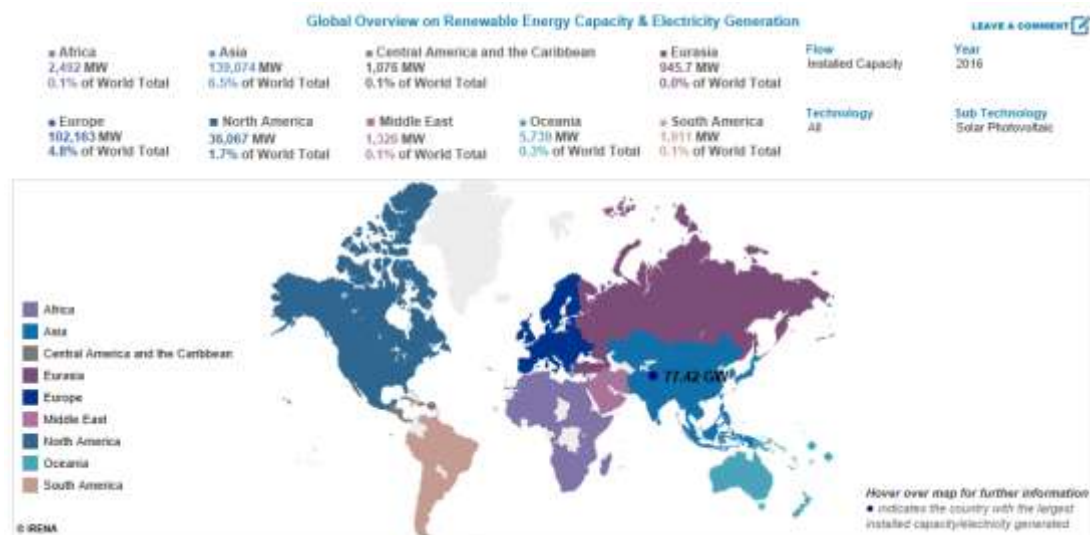 Global Overview on Renewable Energy Capacity & Electricity Generation
LEAVE A COMMENT
Africa
2,492 MW
0.1% of World Total
Asia
139,074 MW
6.5% of World Total
Central America and the Caribbean
1,076 MW
0.1% of World Total
Eurasia
945.7 MW
0.0% of World Total
Flow
Installed Capacity
Year
2016
Europe
102,163 MW
4.8% of World Total
North America
36,067 MW
1.7% of World Total
Middle East
1,326 MW
0.1% of World Total
Oceania
5,730 MW
0.3% of World Total
South America
1,911 MW
0.1% of World Total
Technology
All
Sub Technology
Solar Photovoltaic
Africa
Asia
Central America and the Caribbean
Eurasia
Europe
Middle East
North America
Oceania
South America
77.42 GW
Hover over map for further information
indicates the country with the largest
installed capacity/electricity generated
© IRENA